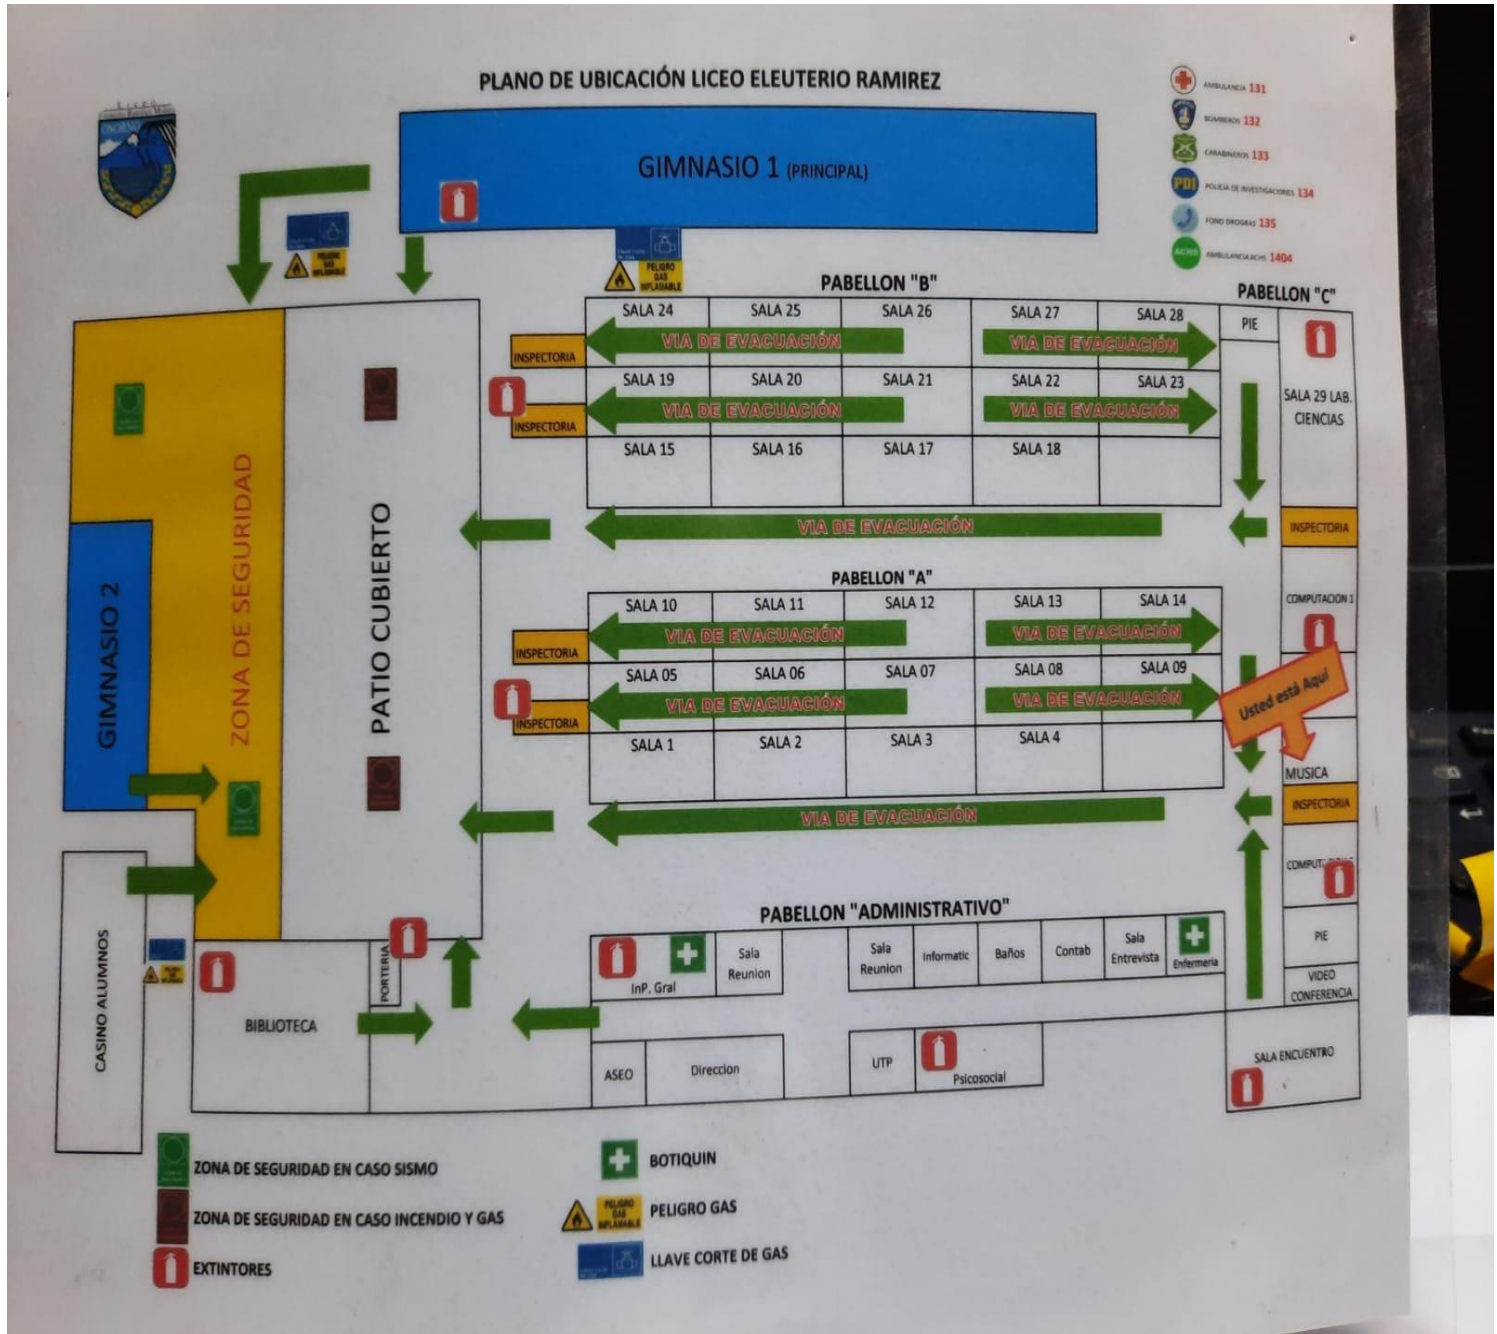 PLANO DE UBICACIÓN LICEO ELEUTERIO RAMIREZ
OSORNO
AMBULANCIA 131
BOMBEROS 132
CARABINEROS 133
PDI
POLICIA DE INVESTIGACIONES 134
FONO DROGAS 135
ACHS
AMBULANCIA ACHS 1404
GIMNASIO 1 (PRINCIPAL)
PELIGRO
GAS
INFLAMABLE
PELIGRO
GAS
INFLAMABLE
PABELLON "B"
PABELLON "C"
SALA 24
SALA 25
SALA 26
SALA 27
SALA 28
PIE
VIA DE EVACUACIÓN
VIA DE EVACUACIÓN
INSPECTORIA
SALA 19
SALA 20
SALA 21
SALA 22
SALA 23
SALA 29 LAB.
CIENCIAS
VIA DE EVACUACIÓN
VIA DE EVACUACIÓN
INSPECTORIA
SALA 15
SALA 16
SALA 17
SALA 18
VIA DE EVACUACIÓN
INSPECTORIA
GIMNASIO 2
ZONA DE SEGURIDAD
PATIO CUBIERTO
PABELLON "A"
SALA 10
SALA 11
SALA 12
SALA 13
SALA 14
COMPUTACION 1
VIA DE EVACUACIÓN
VIA DE EVACUACIÓN
INSPECTORIA
SALA 05
SALA 06
SALA 07
SALA 08
SALA 09
VIA DE EVACUACIÓN
VIA DE EVACUACIÓN
INSPECTORIA
Usted está Aquí
SALA 1
SALA 2
SALA 3
SALA 4
MUSICA
INSPECTORIA
VIA DE EVACUACIÓN
PABELLON "ADMINISTRATIVO"
CASINO ALUMNOS
PORTERIA
BIBLIOTECA
InP. Gral
Sala
Reunion
Sala
Reunion
Informatic
Baños
Contab
Sala
Entrevista
Enfermeria
PIE
VIDEO
CONFERENCIA
ASEO
Direccion
UTP
Psicosocial
SALA ENCUENTRO
ZONA DE SEGURIDAD EN CASO SISMO
ZONA DE SEGURIDAD EN CASO INCENDIO Y GAS
EXTINTORES
BOTIQUIN
PELIGRO
GAS
INFLAMABLE
PELIGRO GAS
LLAVE CORTE DE GAS